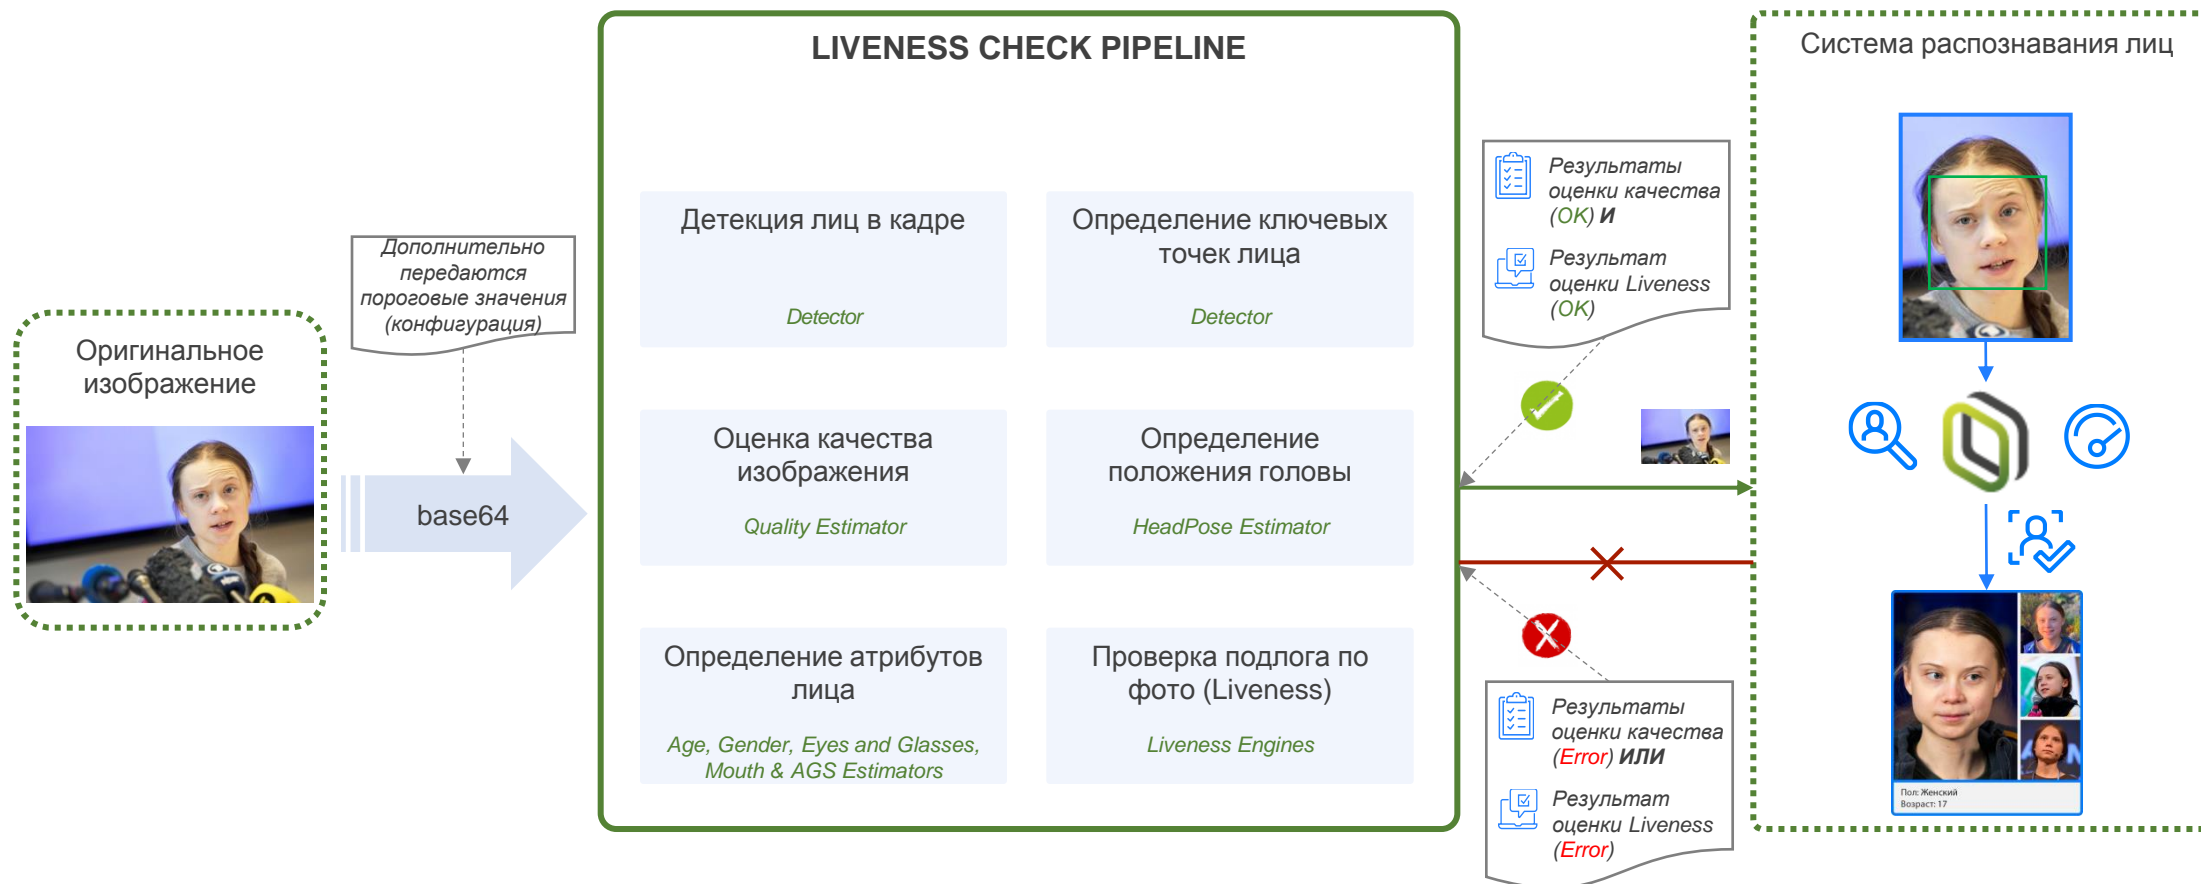 LIVENESS CHECK PIPELINE
Система распознавания лиц
Оригинальное
изображение
Дополнительно
передаются
пороговые значения
(конфигурация)
base64
Детекция лиц в кадре
Detector
Определение ключевых
точек лица
Detector
Оценка качества
изображения
Quality Estimator
Определение
положения головы
HeadPose Estimator
Определение атрибутов
лица
Age, Gender, Eyes and Glasses,
Mouth & AGS Estimators
Проверка подлога по
фото (Liveness)
Liveness Engines
Результаты
оценки качества
(OK) И
Результат
оценки Liveness
(OK)
Результаты
оценки качества
(Error) ИЛИ
Результат
оценки Liveness
(Error)
Пол: Женский
Возраст: 17